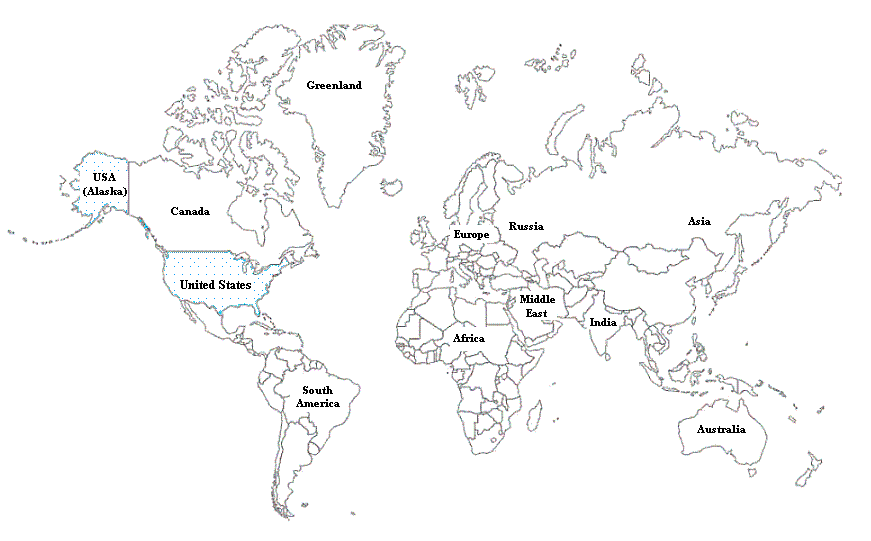 Greenland
USA
(Alaska)
Canada
Russia
Asia
Europe
United States
Middle
East
India
Africa
South
America
Australia